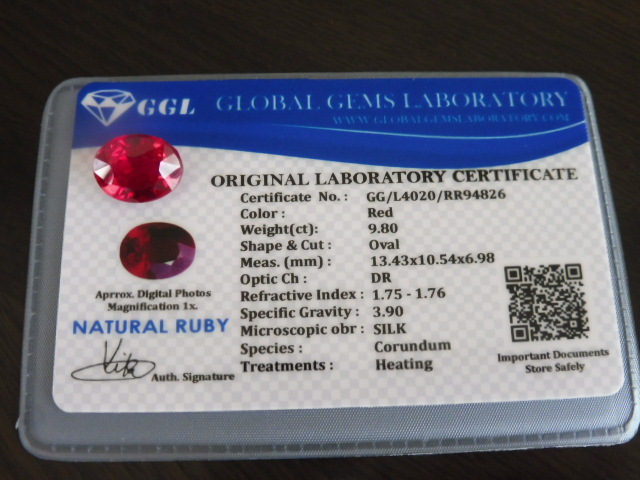 GGL GLOBAL GEMS LABORATORY
WWW.GLOBALGEMSLABORATORY.COM
ORIGINAL LABORATORY CERTIFICATE
Certificate No. : GG/L4020/RR94826
Color : Red
Weight(ct) : 9.80
Shape & Cut : Oval
Meas. (mm) : 13.43x10.54x6.98
Optic Ch : DR
Refractive Index : 1.75 - 1.76
Specific Gravity : 3.90
Microscopic obr : SILK
Species : Corundum
Treatments : Heating
Aprrox. Digital Photos
Magnification 1x.
NATURAL RUBY
Auth. Signature
Important Documents
Store Safely